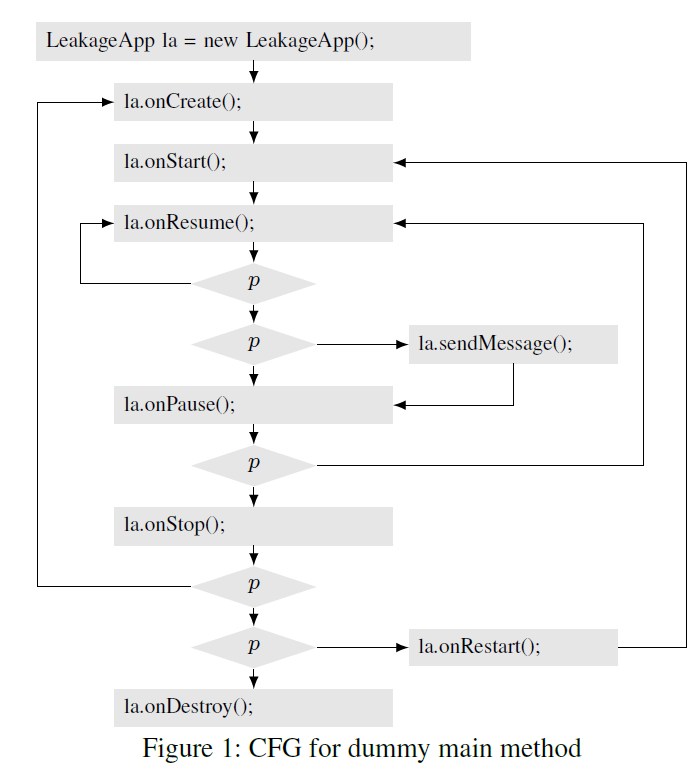 LeakageApp la = new LeakageApp();
la.onCreate();
la.onStart();
la.onResume();
p
p
la.sendMessage();
la.onPause();
p
la.onStop();
p
p
la.onRestart();
la.onDestroy();
Figure 1: CFG for dummy main method